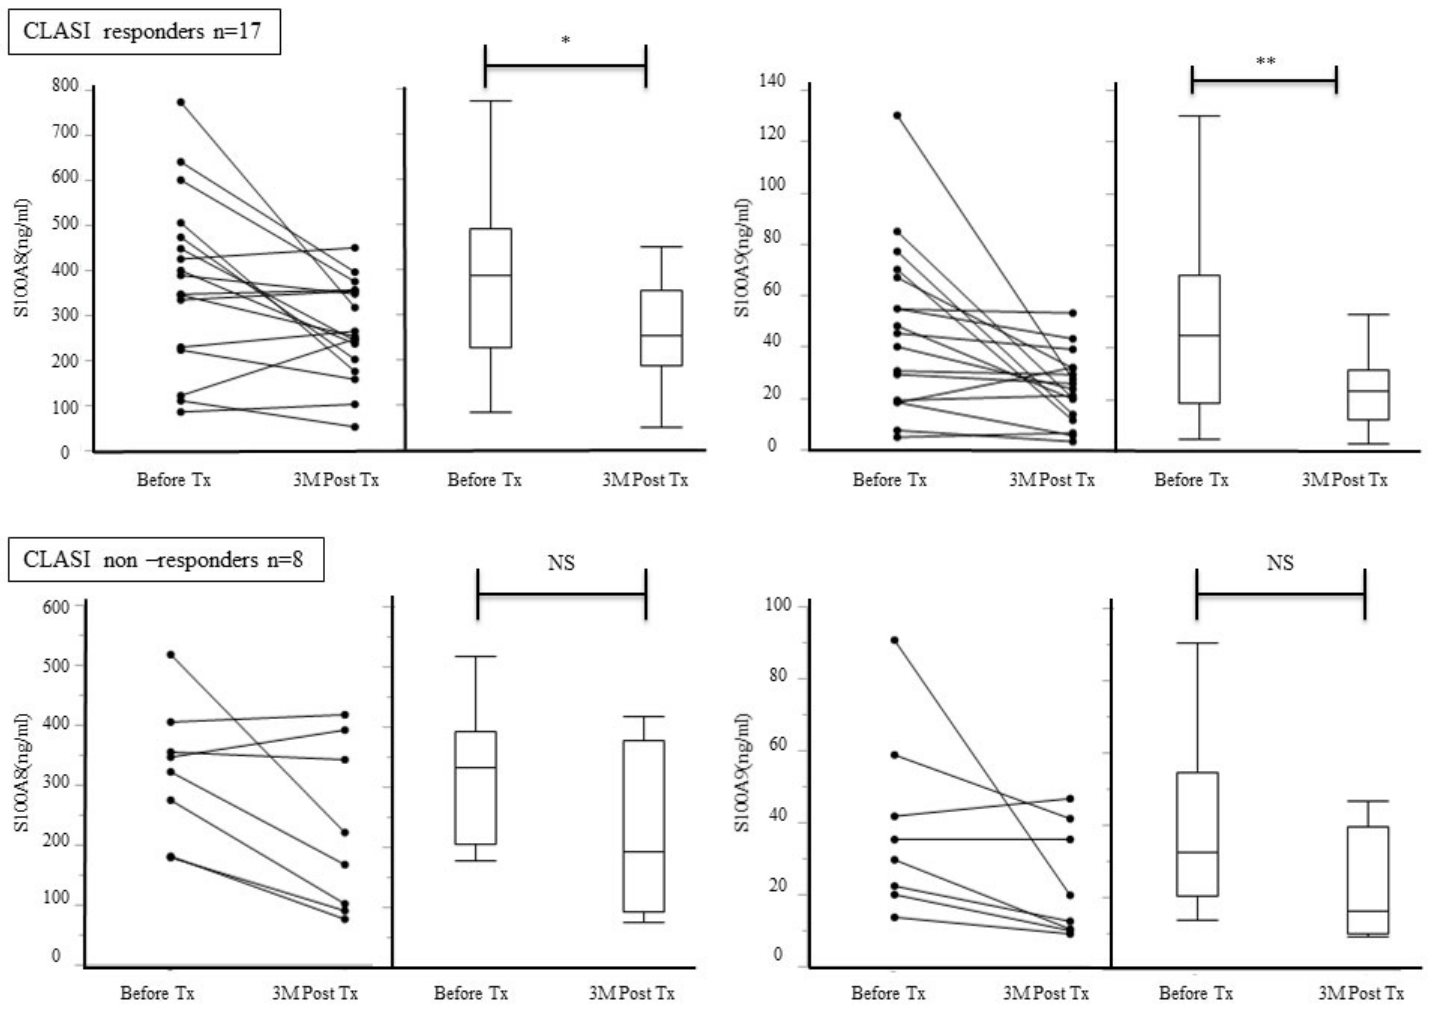 CLASI responders n=17
*
**
800
700
600
500
400
300
200
100
0
S100A8(ng/ml)
Before Tx
3M Post Tx
Before Tx
3M Post Tx
140
120
100
80
60
40
20
0
S100A9(ng/ml)
Before Tx
3M Post Tx
Before Tx
3M Post Tx
CLASI non –responders n=8
NS
NS
600
500
400
300
200
100
0
S100A8(ng/ml)
Before Tx
3M Post Tx
Before Tx
3M Post Tx
100
80
60
40
20
0
S100A9(ng/ml)
Before Tx
3M Post Tx
Before Tx
3M Post Tx